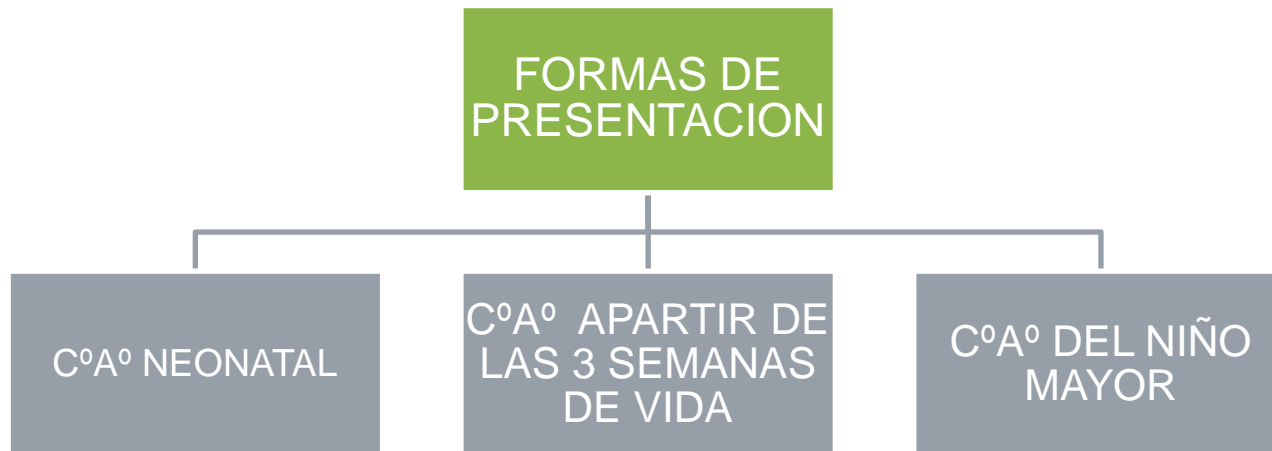 FORMAS DE
PRESENTACION
CºAº NEONATAL
CºAº APARTIR DE
LAS 3 SEMANAS
DE VIDA
CºAº DEL NIÑO
MAYOR